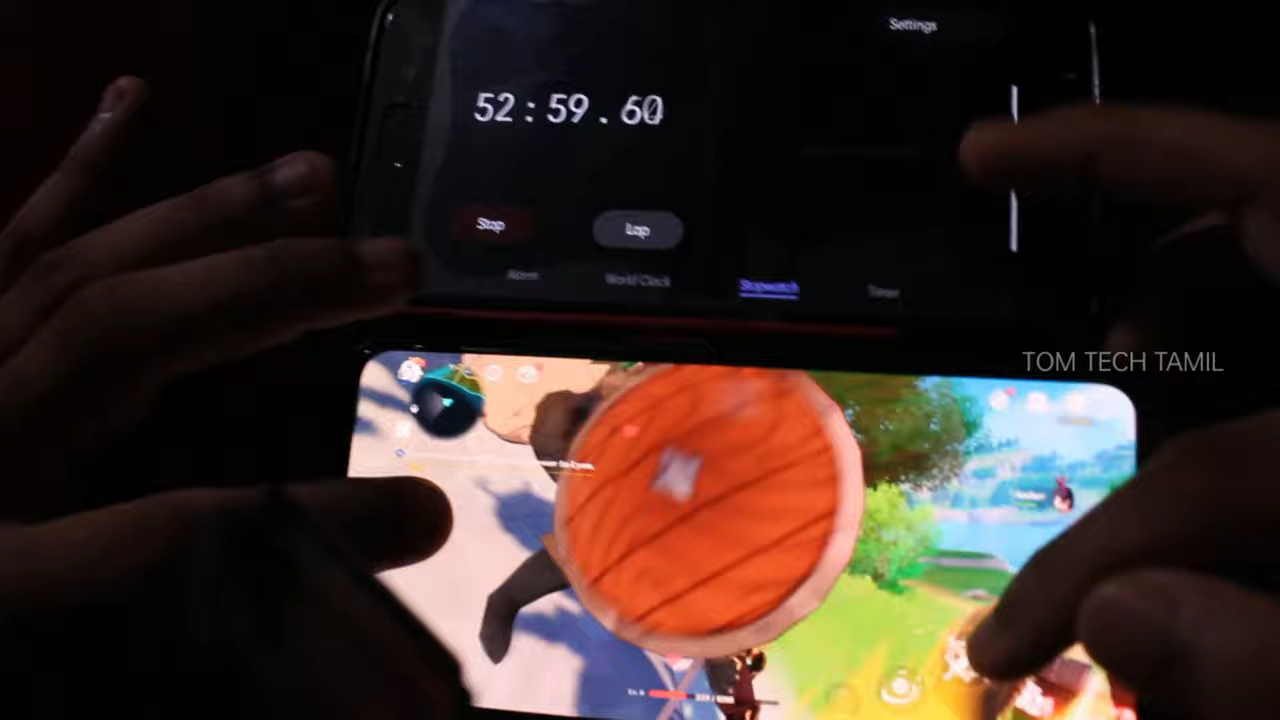 Settings
52:59.60
Stop
Lap
Alarm
World Clock
Stopwatch
Timer
TOM TECH TAMIL